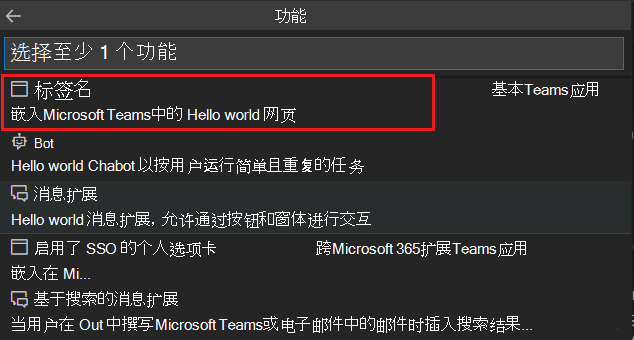 功能
选择至少 1 个功能
标签名 基本Teams应用
嵌入Microsoft Teams中的 Hello world 网页
Bot
Hello world Chabot 以按用户运行简单且重复的任务
消息扩展
Hello world 消息扩展, 允许通过按钮和窗体进行交互
启用了 SSO 的个人选项卡 跨Microsoft 365扩展Teams应用
嵌入在 Mi...
基于搜索的消息扩展
当用户在 Out 中撰写Microsoft Teams或电子邮件中的邮件时插入搜索结果...